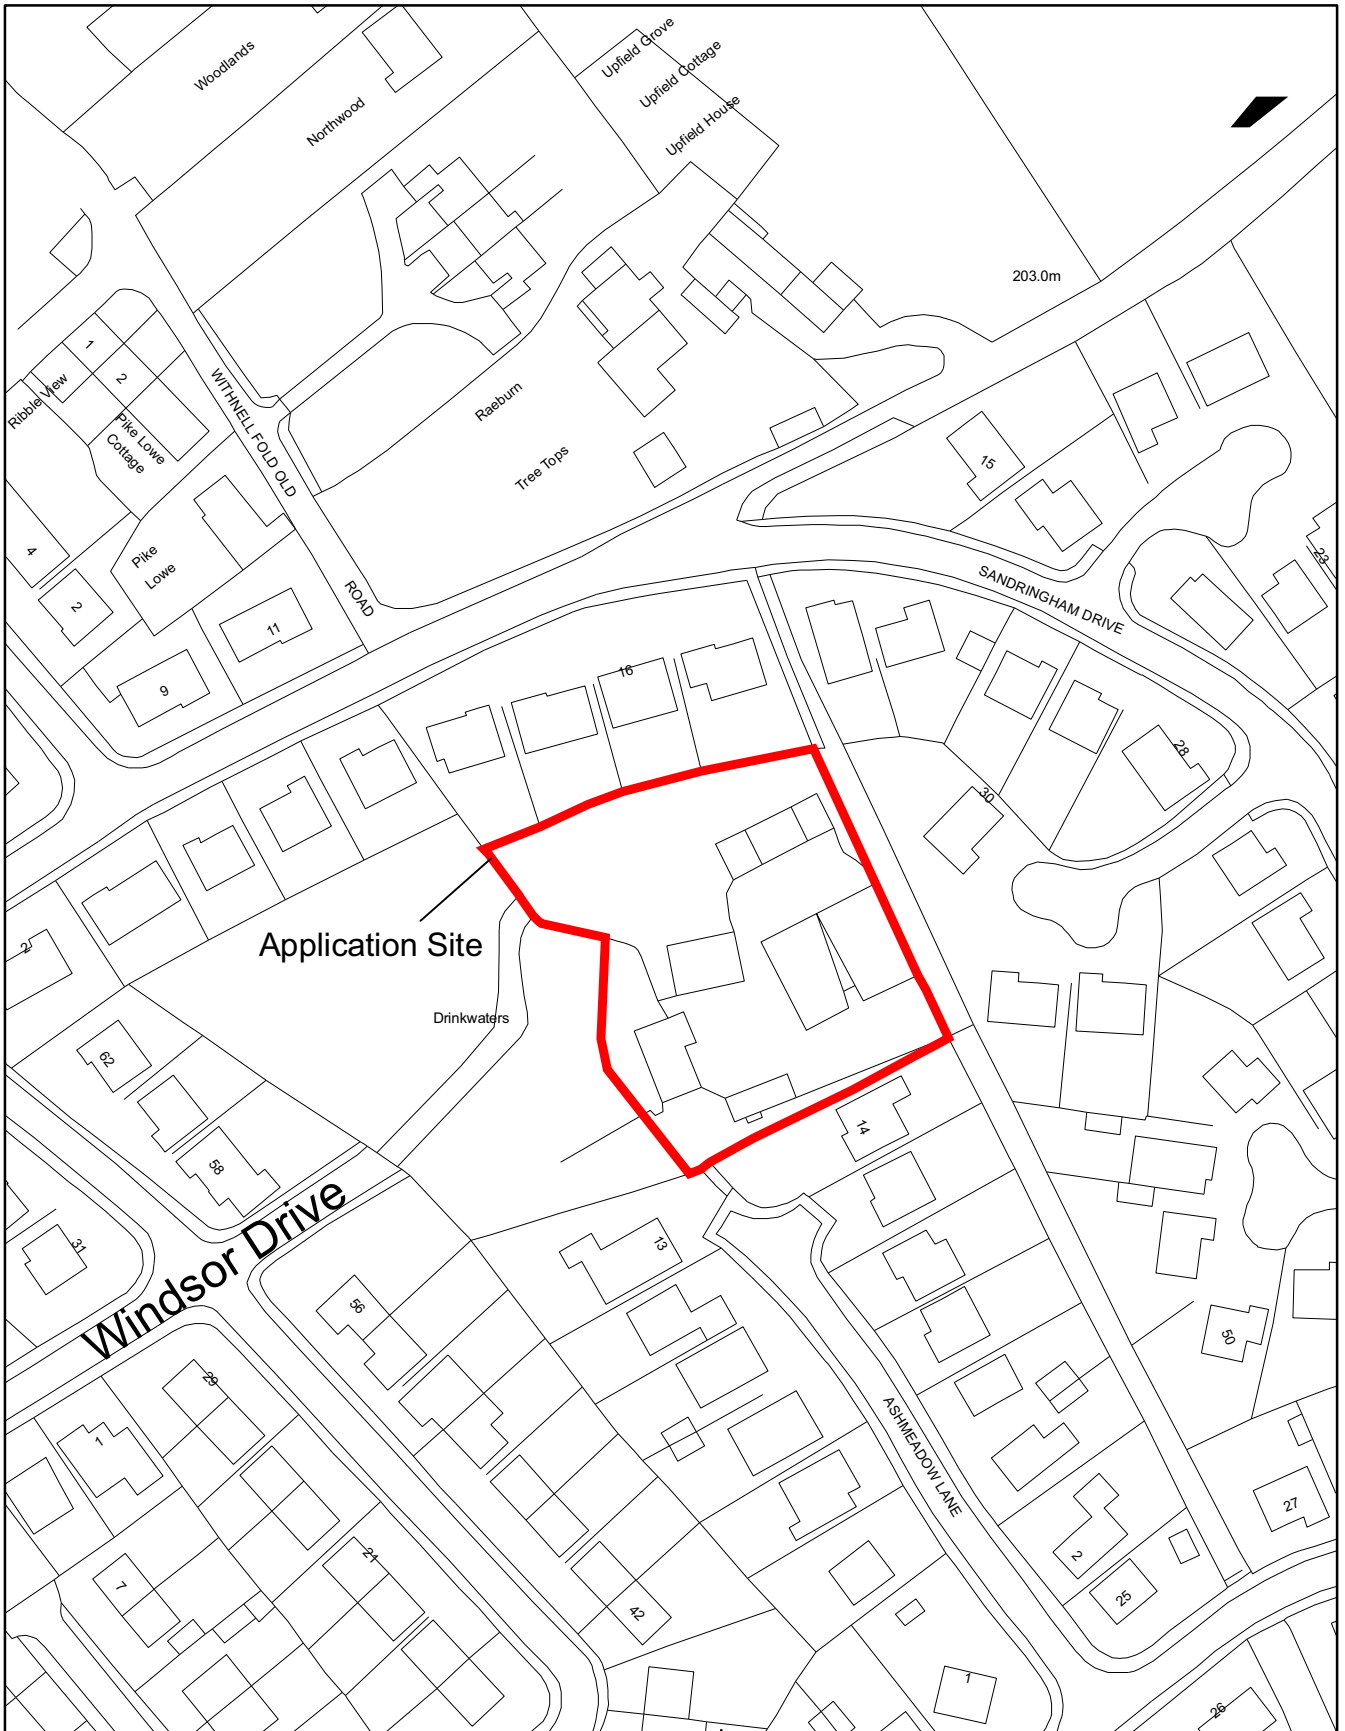 Woodlands
Northwood
Upfield Grove
Upfield Cottage
Upfield House
203.0m
1
2
Ribble View
Pike Lowe
Cottage
WITHNELL FOLD OLD
ROAD
Raeburn
Tree Tops
15
4
2
Pike
Lowe
11
9
SANDRINGHAM DRIVE
23
16
28
30
Application Site
2
Drinkwaters
62
58
14
31
Windsor Drive
13
56
50
29
1
ASHMEADOW LANE
27
7
21
42
2
25
1
26